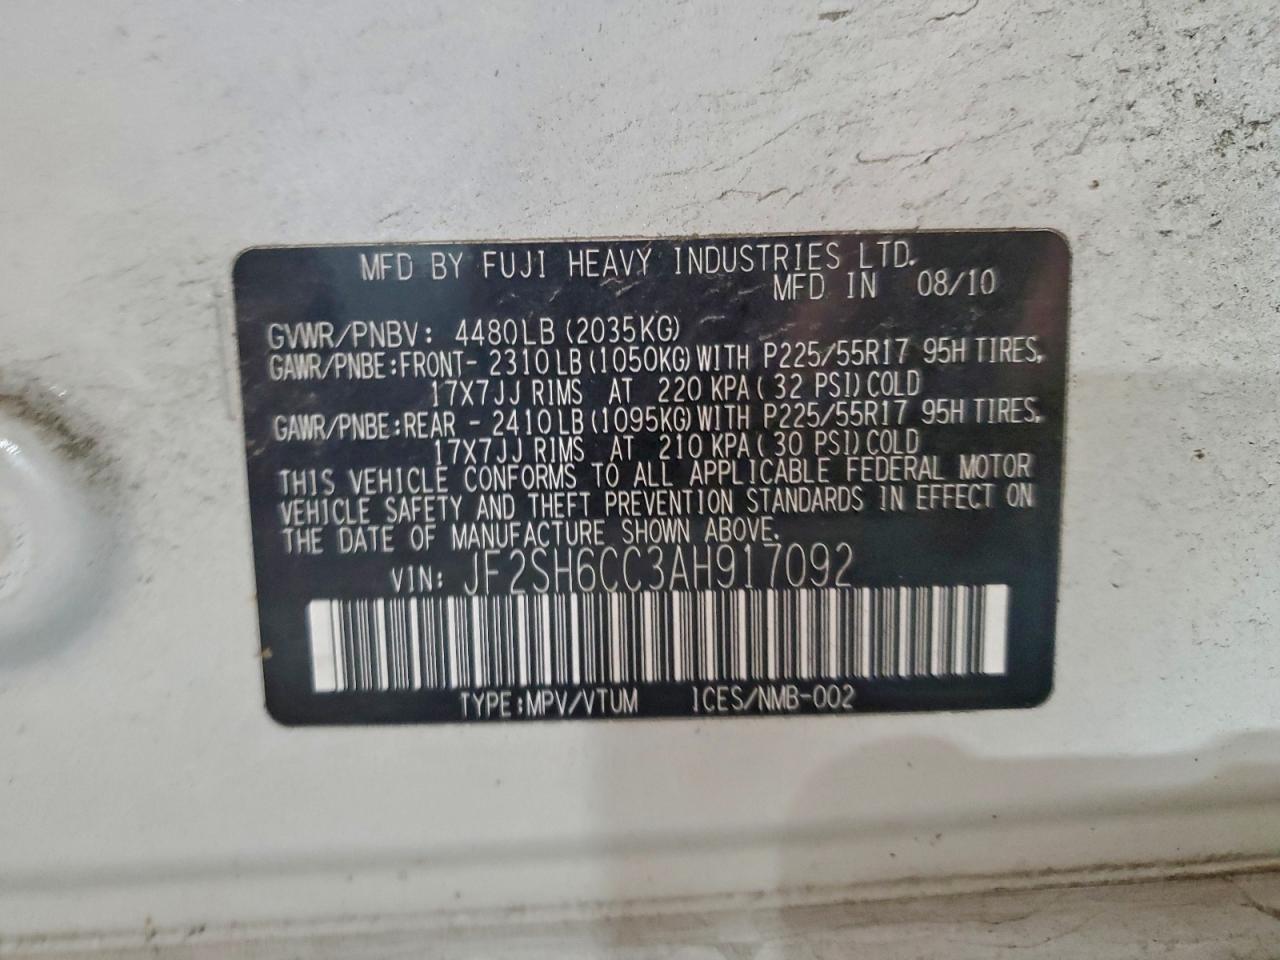 MFD BY FUJI HEAVY INDUSTRIES LTD.
MFD IN 08/10
GVWR/PNBV: 4480LB (2035KG)
GAWR/PNBE:FRONT- 2310LB(1050KG)WITH P225/55R17 95H TIRES,
17X7JJ RIMS AT 220 KPA( 32 PSI)COLD
GAWR/PNBE:REAR - 2410LB(1095KG)WITH P225/55R17 95H TIRES,
17X7JJ RIMS AT 210 KPA( 30 PSI)COLD
THIS VEHICLE CONFORMS TO ALL APPLICABLE FEDERAL MOTOR
VEHICLE SAFETY AND THEFT PREVENTION STANDARDS IN EFFECT ON
THE DATE OF MANUFACTURE SHOWN ABOVE.
VIN: JF2SH6CC3AH917092
TYPE:MPV/VTUM ICES/NMB-002